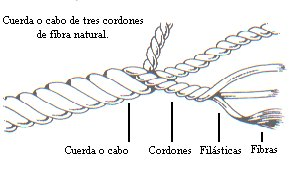 Cuerda o cabo de tres cordones
de fibra natural.
Cuerda o cabo Cordones Filásticas Fibras